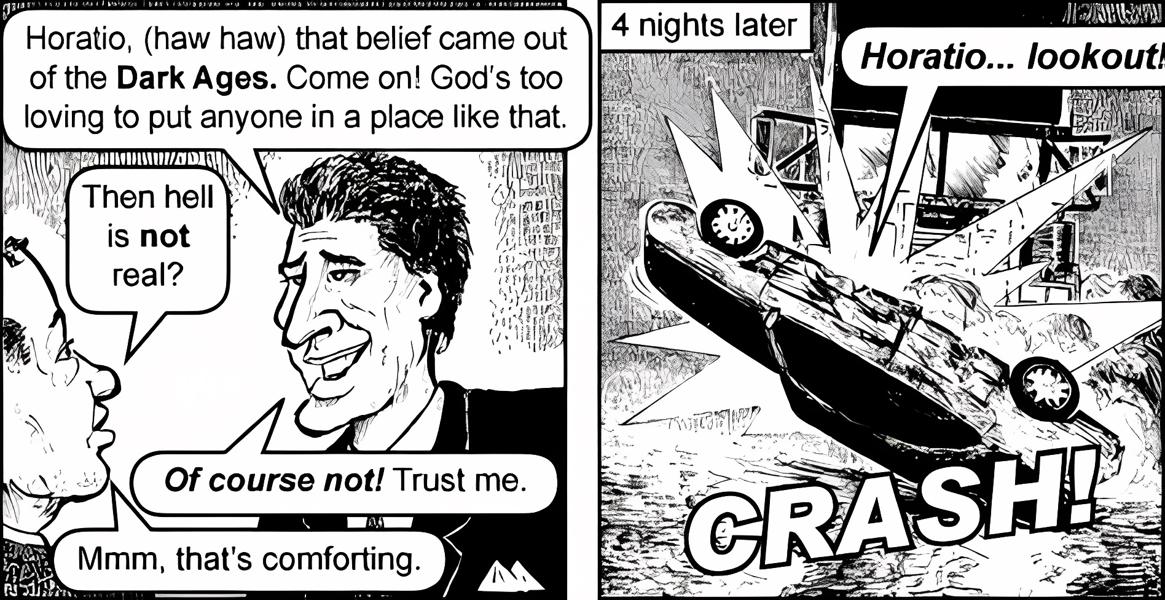 Horatio, (haw haw) that belief came out
of the Dark Ages. Come on! God's too
loving to put anyone in a place like that.
Then hell
is not
real?
Of course not! Trust me.
Mmm, that's comforting.
4 nights later
Horatio... lookout!
CRASH!